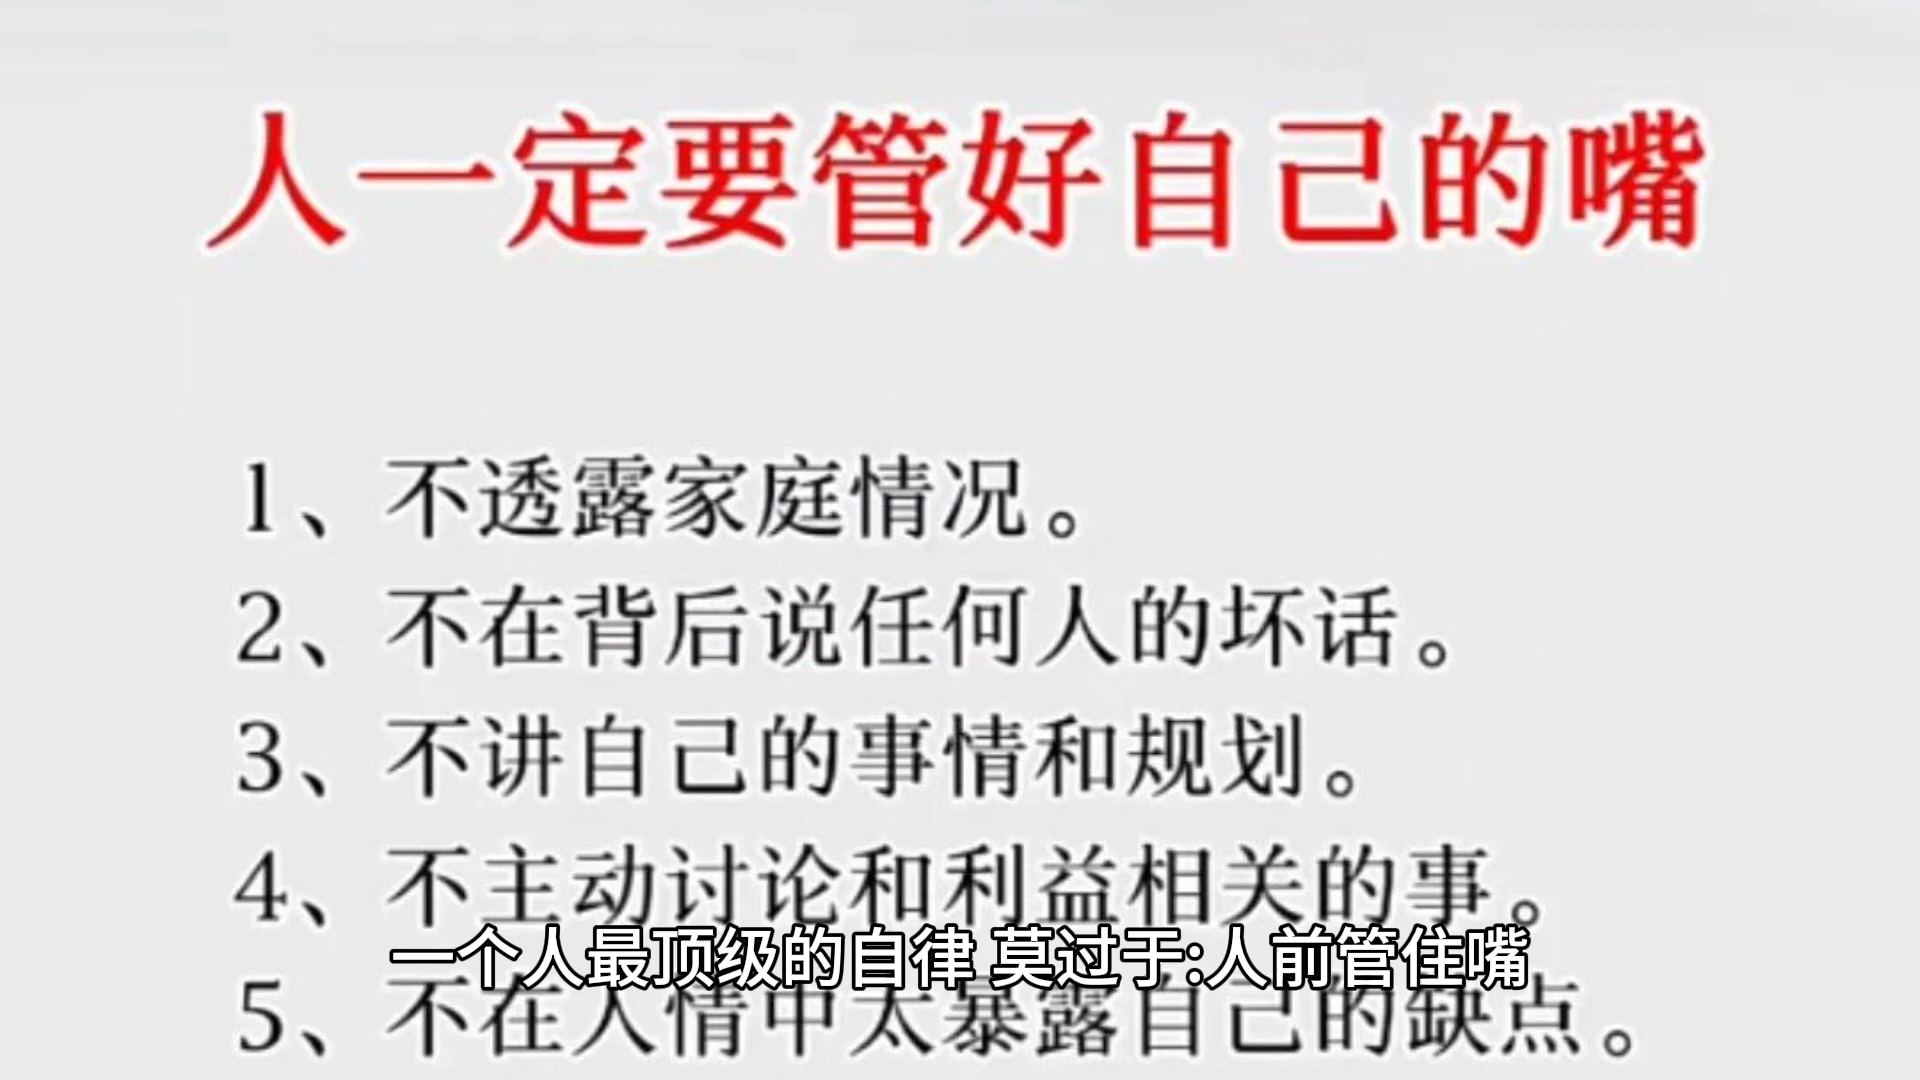 人一定要管好自己的嘴
1、不透露家庭情况。
2、不在背后说任何人的坏话。
3、不讲自己的事情和规划。
4、不主动讨论和利益相关的事。
一个人最顶级的自律 莫过于:人前管住嘴
5、不在人情中太暴露自己的缺点。